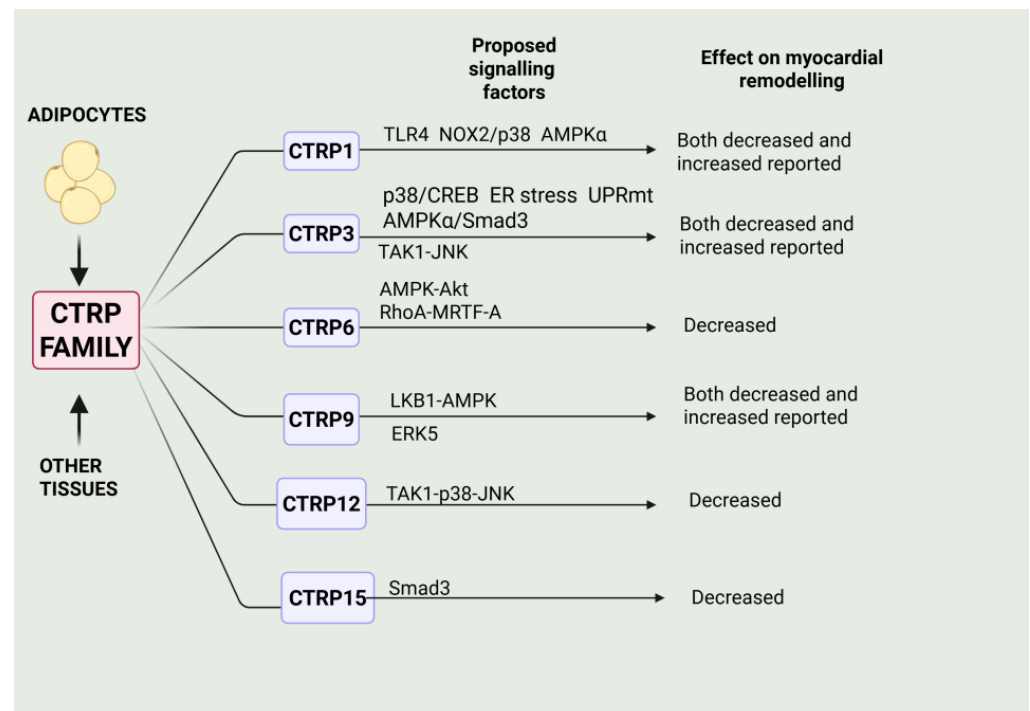 Proposed
signalling
factors
Effect on myocardial
remodelling
ADIPOCYTES
CTRP
FAMILY
OTHER
TISSUES
CTRP1
TLR4 NOX2/p38 AMPKα
Both decreased and
increased reported
CTRP3
p38/CREB ER stress UPRmt
AMPKα/Smad3
TAK1-JNK
Both decreased and
increased reported
CTRP6
AMPK-Akt
RhoA-MRTF-A
Decreased
CTRP9
LKB1-AMPK
ERK5
Both decreased and
increased reported
CTRP12
TAK1-p38-JNK
Decreased
CTRP15
Smad3
Decreased